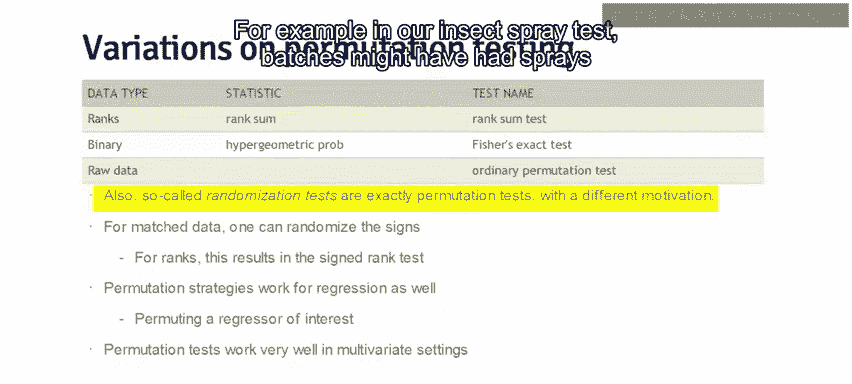 For example in our insect spray test,
batches might have had sprays
Variations on permutation testing
DATA TYPE STATISTIC TEST NAME
Ranks rank sum rank sum test
Binary hypergeometric prob Fisher's exact test
Raw data ordinary permutation test
· Also, so-called randomization tests are exactly permutation tests, with a different motivation.
· For matched data, one can randomize the signs
- For ranks, this results in the signed rank test
· Permutation strategies work for regression as well
- Permuting a regressor of interest
· Permutation tests work very well in multivariate settings